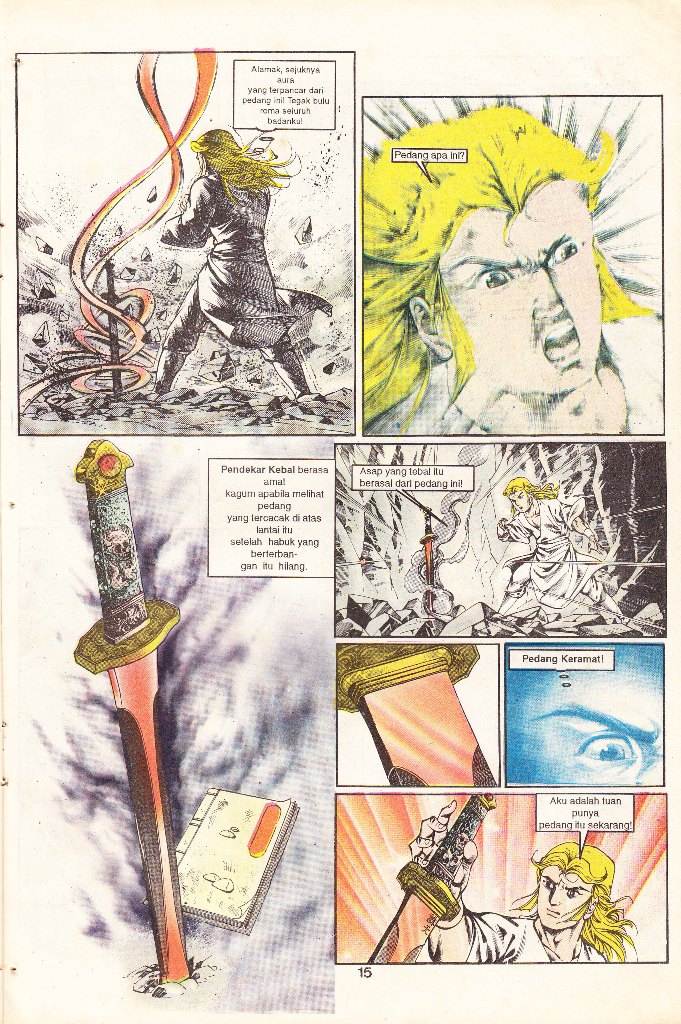 Alamak, sejuknya
aura
yang terpancar dari
pedang ini! Tegak bulu
roma seluruh
badanku!
Pedang apa ini?
Pendekar Kebal berasa
amat
kagum apabila melihat
pedang
yang tercacak di atas
lantai itu
setelah habuk yang
berterban-
gan itu hilang.
Asap yang tebal itu
berasal dari pedang ini!
Pedang Keramat!
Aku adalah tuan
punya
pedang itu sekarang!
15